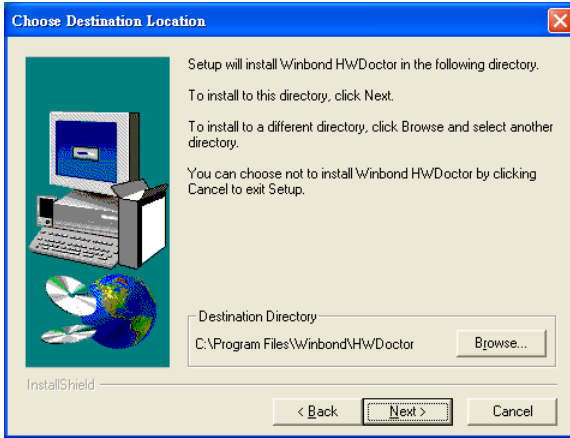 Choose Destination Location
Setup will install Winbond HWDoctor in the following directory.
To install to this directory, click Next.
To install to a different directory, click Browse and select another
directory.
You can choose not to install Winbond HWDoctor by clicking
Cancel to exit Setup.
Destination Directory
C:\Program Files\Winbond\HWDoctor
Browse...
InstallShield
< Back
Next >
Cancel